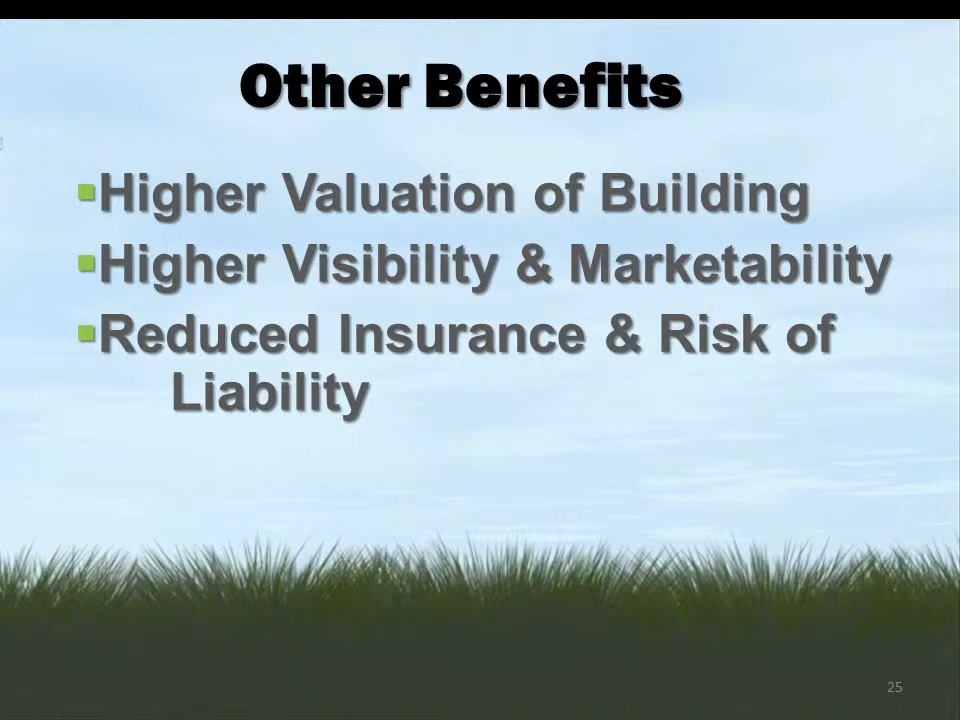 Other Benefits
▪Higher Valuation of Building
▪Higher Visibility & Marketability
▪Reduced Insurance & Risk of
Liability
25